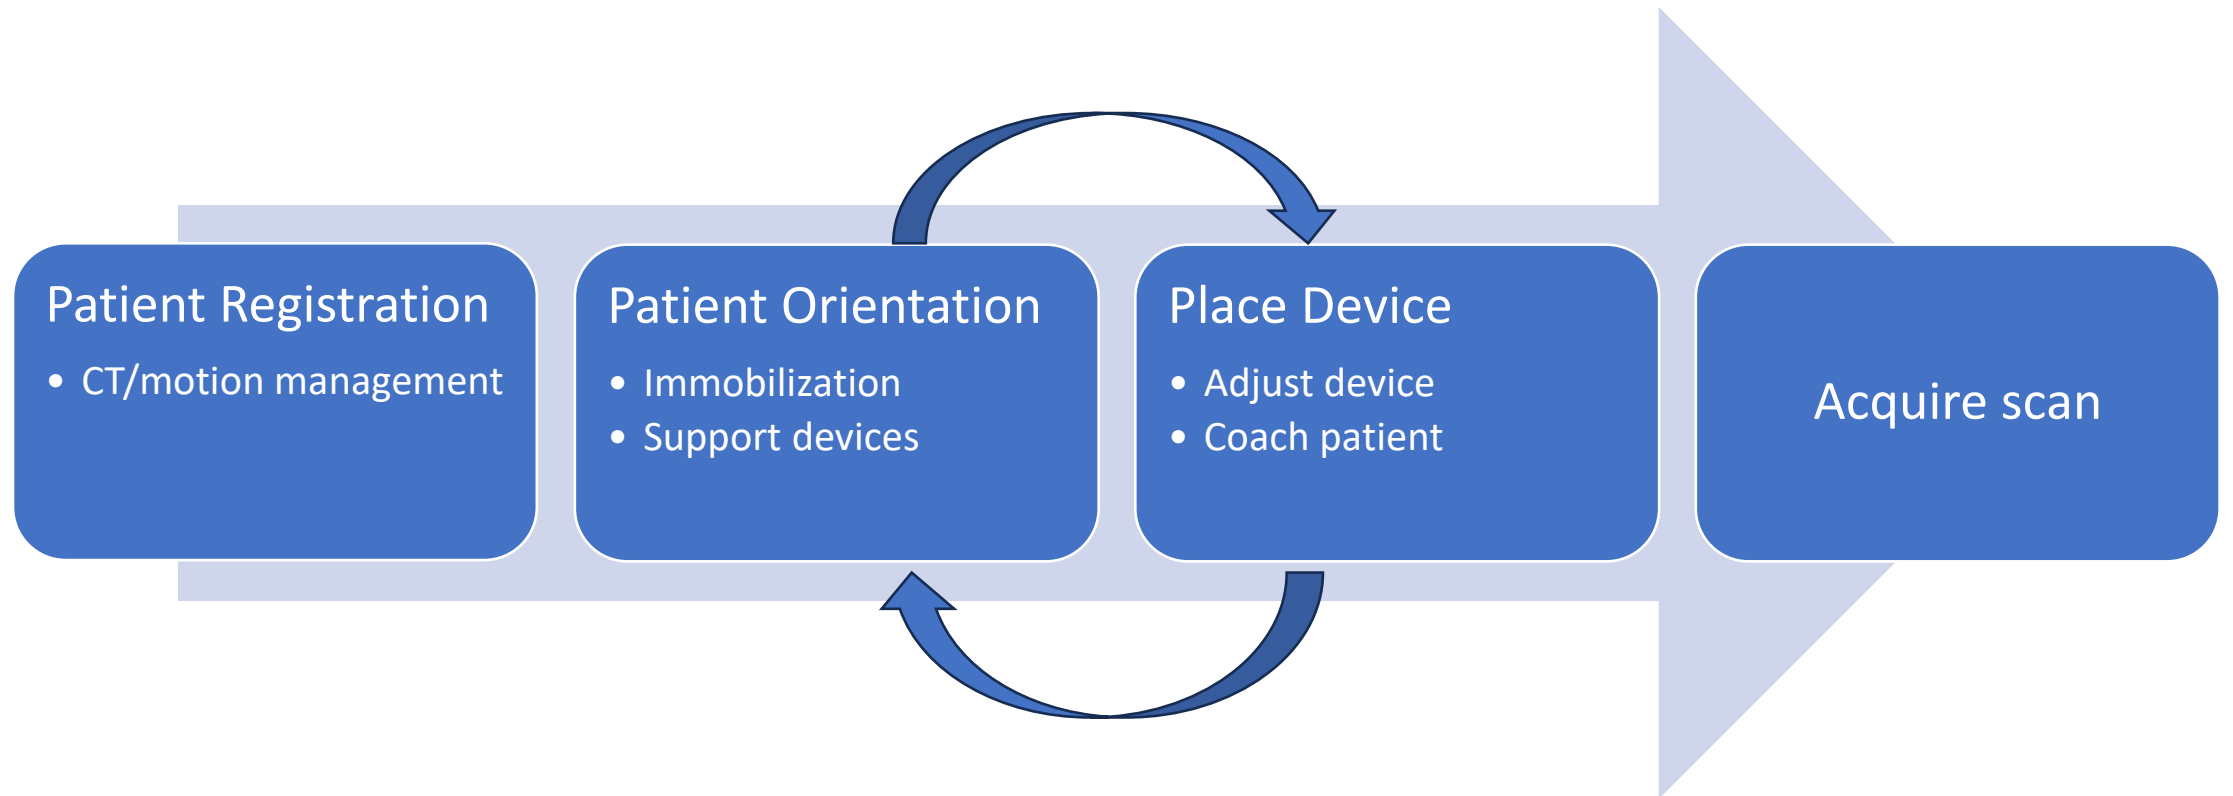 Patient Registration
• CT/motion management
Patient Orientation
• Immobilization
• Support devices
Place Device
• Adjust device
• Coach patient
Acquire scan